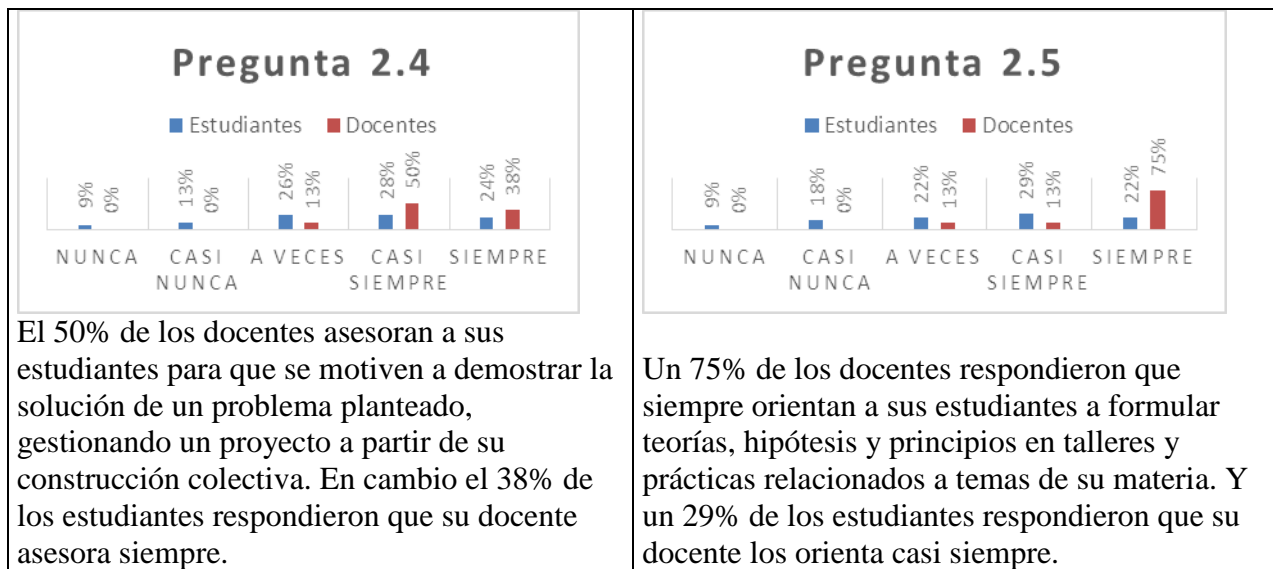 Pregunta 2.4
Estudiantes Docentes
9% 0% 13% 0% 26% 13% 28% 50% 24% 38%
NUNCA CASI A VECES CASI SIEMPRE
NUNCA SIEMPRE
El 50% de los docentes asesoran a sus
estudiantes para que se motiven a demostrar la
solución de un problema planteado,
gestionando un proyecto a partir de su
construcción colectiva. En cambio el 38% de
los estudiantes respondieron que su docente
asesora siempre.
Pregunta 2.5
Estudiantes Docentes
9% 0% 18% 0% 22% 13% 29% 13% 22% 75%
NUNCA CASI A VECES CASI SIEMPRE
NUNCA SIEMPRE
Un 75% de los docentes respondieron que
siempre orientan a sus estudiantes a formular
teorías, hipótesis y principios en talleres y
prácticas relacionados a temas de su materia. Y
un 29% de los estudiantes respondieron que su
docente los orienta casi siempre.